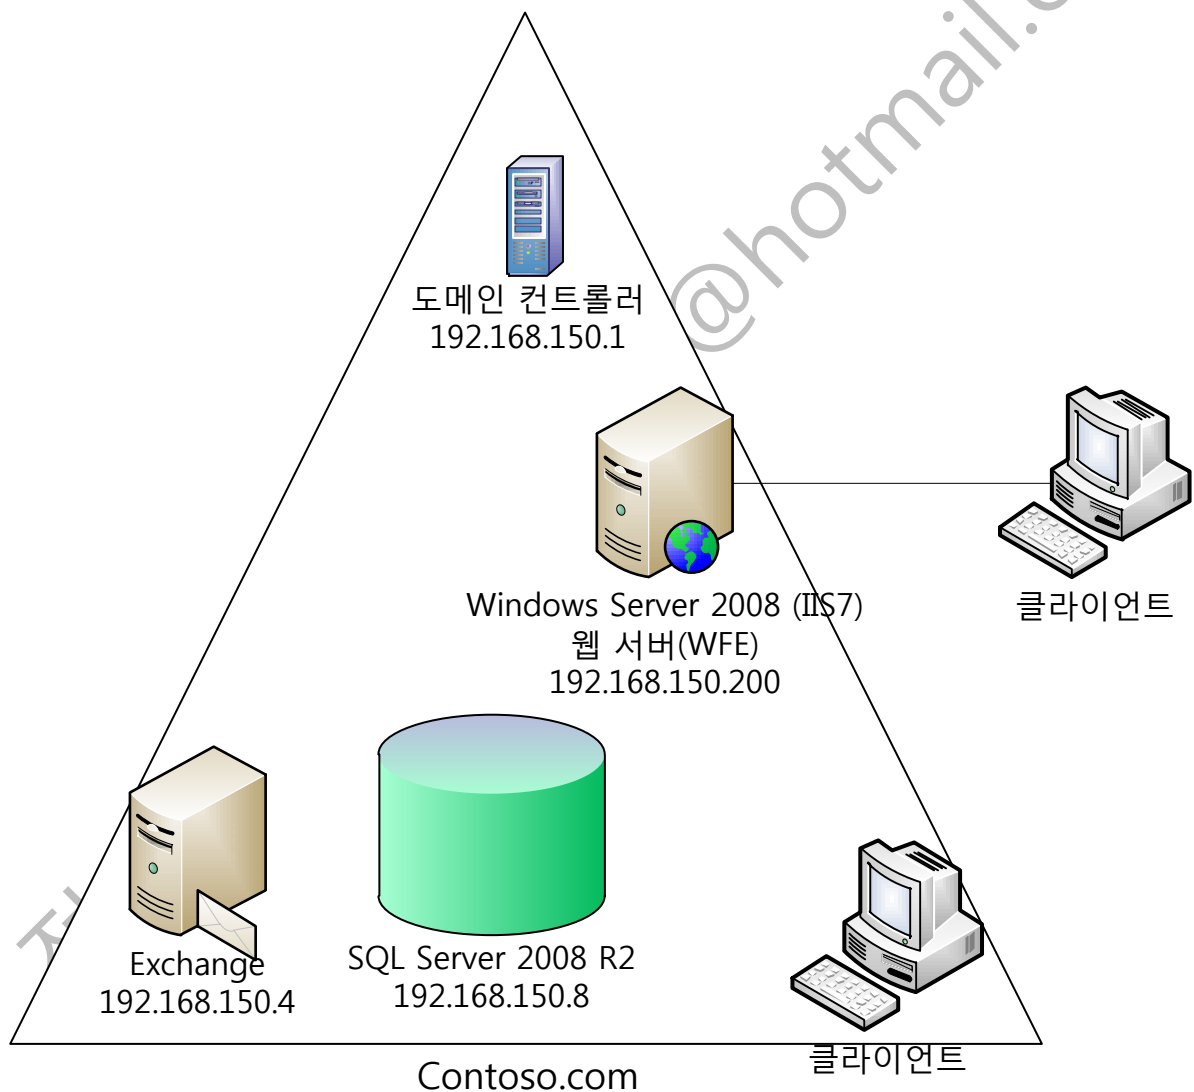 @hotmail.c
도메인 컨트롤러
192.168.150.1
Windows Server 2008 (IIS7)
웹 서버(WFE)
192.168.150.200
클라이언트
Exchange
192.168.150.4
SQL Server 2008 R2
192.168.150.8
클라이언트
Contoso.com